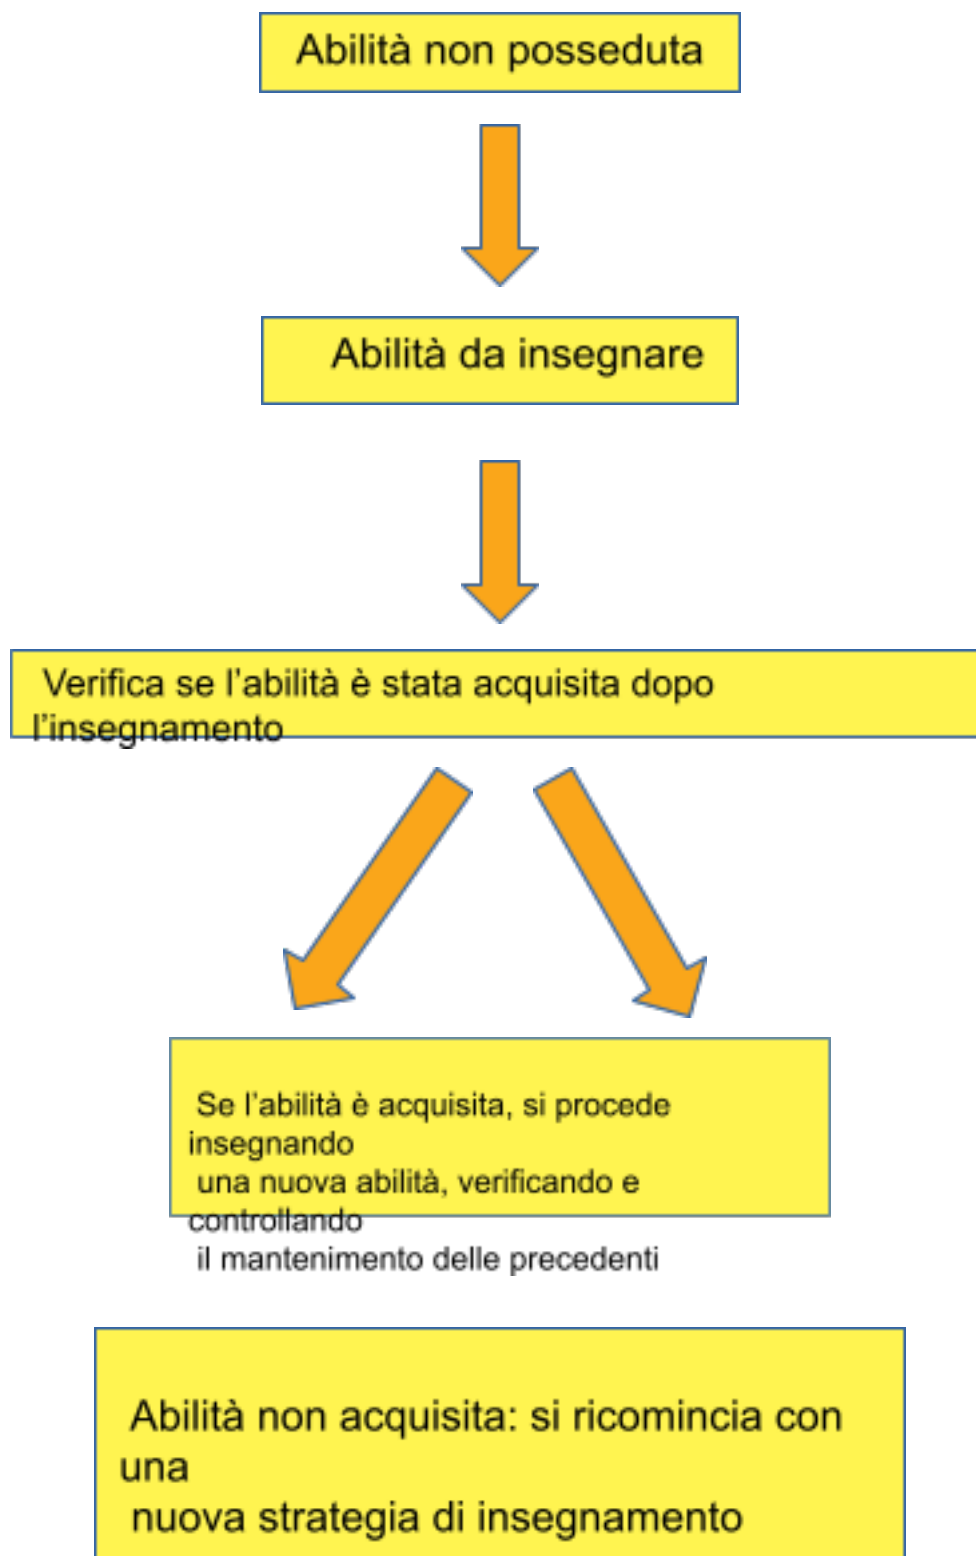 Abilità non posseduta
Abilità da insegnare
Verifica se l’abilità è stata acquisita dopo
l’insegnamento
Se l’abilità è acquisita, si procede
insegnando
una nuova abilità, verificando e
controllando
il mantenimento delle precedenti
Abilità non acquisita: si ricomincia con
una
nuova strategia di insegnamento